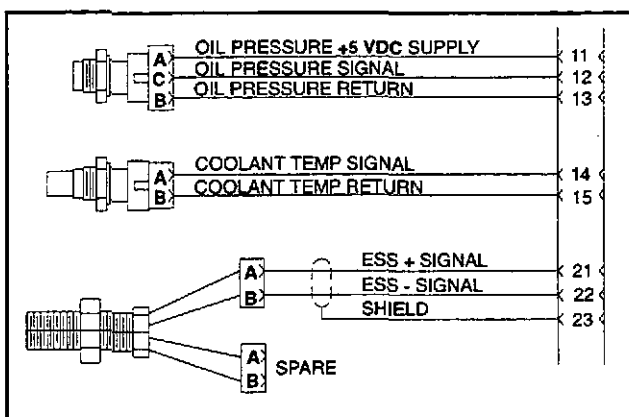 A OIL PRESSURE +5 VDC SUPPLY 11
C OIL PRESSURE SIGNAL 12
B OIL PRESSURE RETURN 13
A COOLANT TEMP SIGNAL 14
B COOLANT TEMP RETURN 15
A ESS + SIGNAL 21
B ESS - SIGNAL 22
SHIELD 23
A
SPARE
B